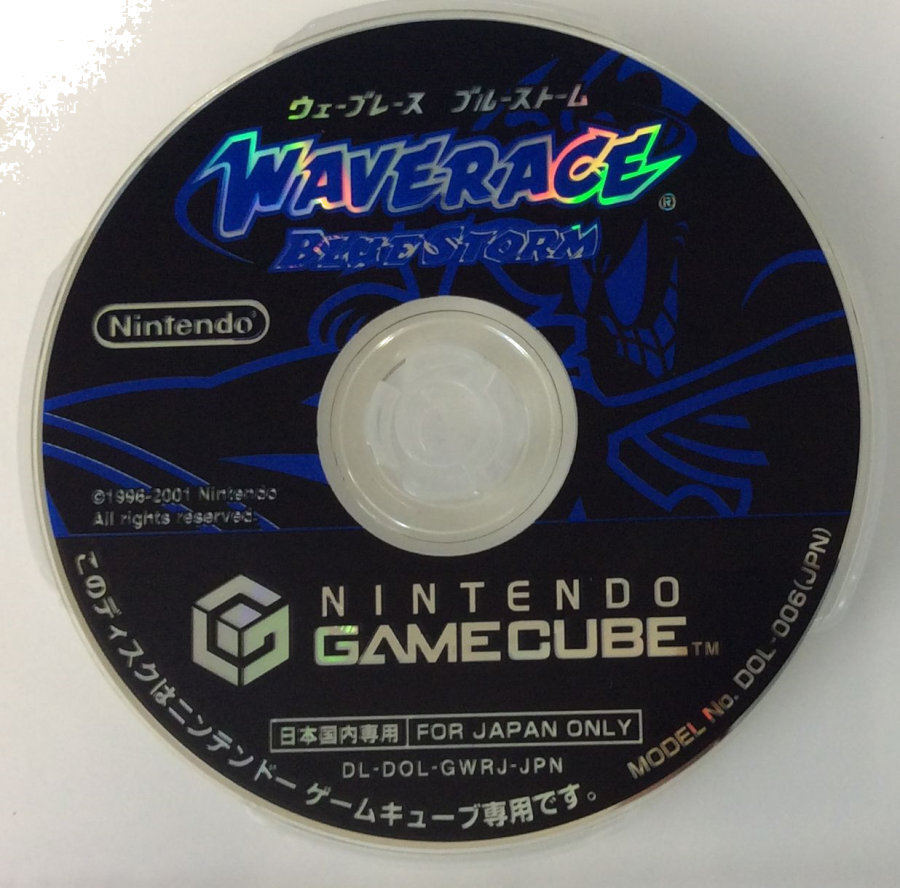 ウェーブレース ブルーストーム
WAVERACE®
BLUE STORM
Nintendo®
©1996-2001 Nintendo
All rights reserved.
NINTENDO
GAMECUBE™
日本国内専用 FOR JAPAN ONLY
DL-DOL-GWRJ-JPN
このディスクはニンテンドー ゲームキューブ専用です。
MODEL No. DOL-006(JPN)